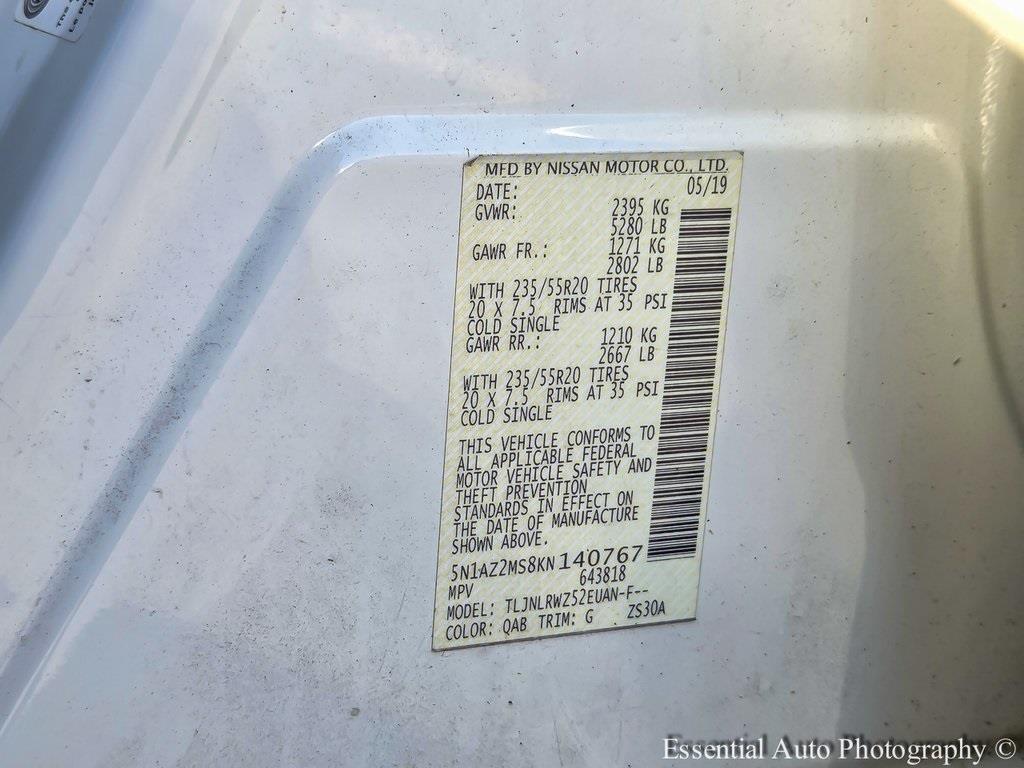 MFD BY NISSAN MOTOR CO., LTD.
DATE: 05/19
GVWR: 2395 KG
5280 LB
GAWR FR.: 1271 KG
2802 LB
WITH 235/55R20 TIRES
20 X 7.5 RIMS AT 35 PSI
COLD SINGLE
GAWR RR.: 1210 KG
2667 LB
WITH 235/55R20 TIRES
20 X 7.5 RIMS AT 35 PSI
COLD SINGLE
THIS VEHICLE CONFORMS TO
ALL APPLICABLE FEDERAL
MOTOR VEHICLE SAFETY AND
THEFT PREVENTION
STANDARDS IN EFFECT ON
THE DATE OF MANUFACTURE
SHOWN ABOVE.
5N1AZ2MS8KN140767
MPV 643818
MODEL: TLJNLRWZ52EUAN-F--
COLOR: QAB TRIM: G ZS30A
Essential Auto Photography ©